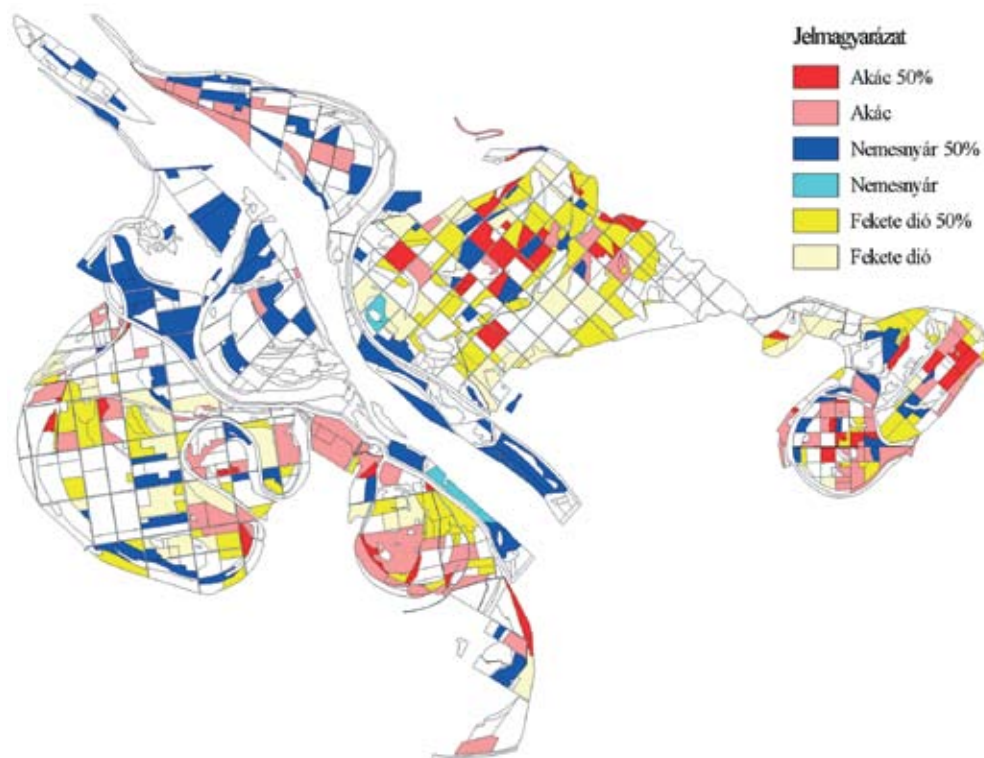 Jelmagyarázat
Akác 50%
Akác
Nemesnyár 50%
Nemesnyár
Fekete dió 50%
Fekete dió